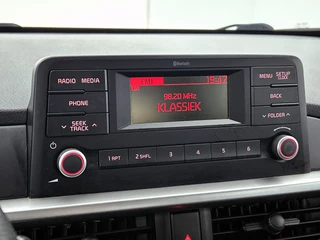 Bluetooth
RADIO MEDIA
PHONE
SEEK
TRACK
98.20 MHz
KLASSIEK
MENU SETUP
CLOCK
BACK
FOLDER
1 RPT 2 SHFL 3 4 5 6